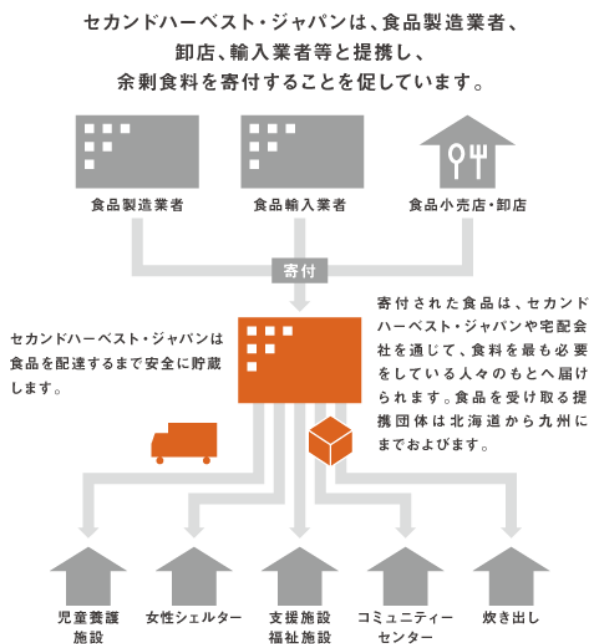 セカンドハーベスト・ジャパンは、食品製造業者、
卸店、輸入業者等と提携し、
余剰食料を寄付することを促しています。
食品製造業者
食品輸入業者
食品小売店・卸店
寄付
セカンドハーベスト・ジャパンは
食品を配達するまで安全に貯蔵
します。
寄付された食品は、セカンド
ハーベスト・ジャパンや宅配会
社を通じて、食料を最も必要
をしている人々のもとへ届け
られます。食品を受け取る提
携団体は北海道から九州に
までおよびます。
児童養護
施設
女性シェルター
支援施設
福祉施設
コミュニティー
センター
炊き出し